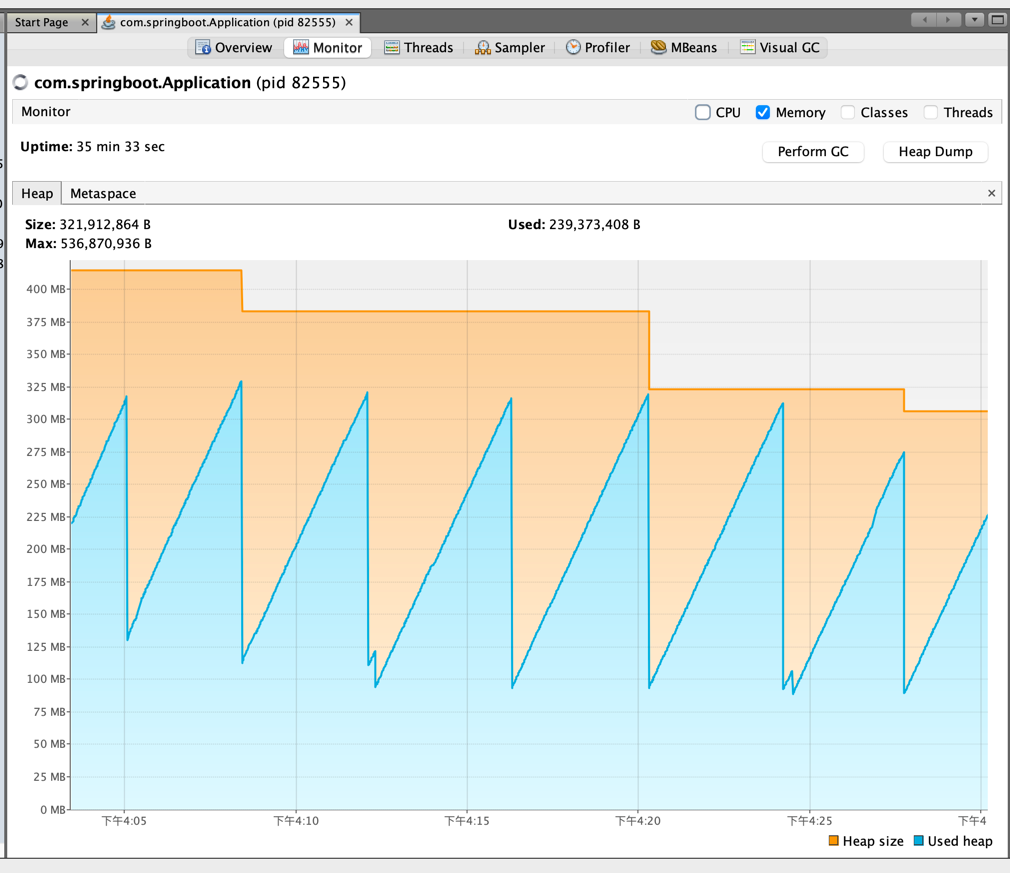 Start Page × com.springboot.Application (pid 82555) ×
Overview Monitor Threads Sampler Profiler MBeans Visual GC
com.springboot.Application (pid 82555)
Monitor CPU Memory Classes Threads
Uptime: 35 min 33 sec
Perform GC Heap Dump
Heap Metaspace ×
Size: 321,912,864 B Used: 239,373,408 B
Max: 536,870,936 B
400 MB
375 MB
350 MB
325 MB
300 MB
275 MB
250 MB
225 MB
200 MB
175 MB
150 MB
125 MB
100 MB
75 MB
50 MB
25 MB
0 MB
下午4:05 下午4:10 下午4:15 下午4:20 下午4:25 下午4
Heap size Used heap